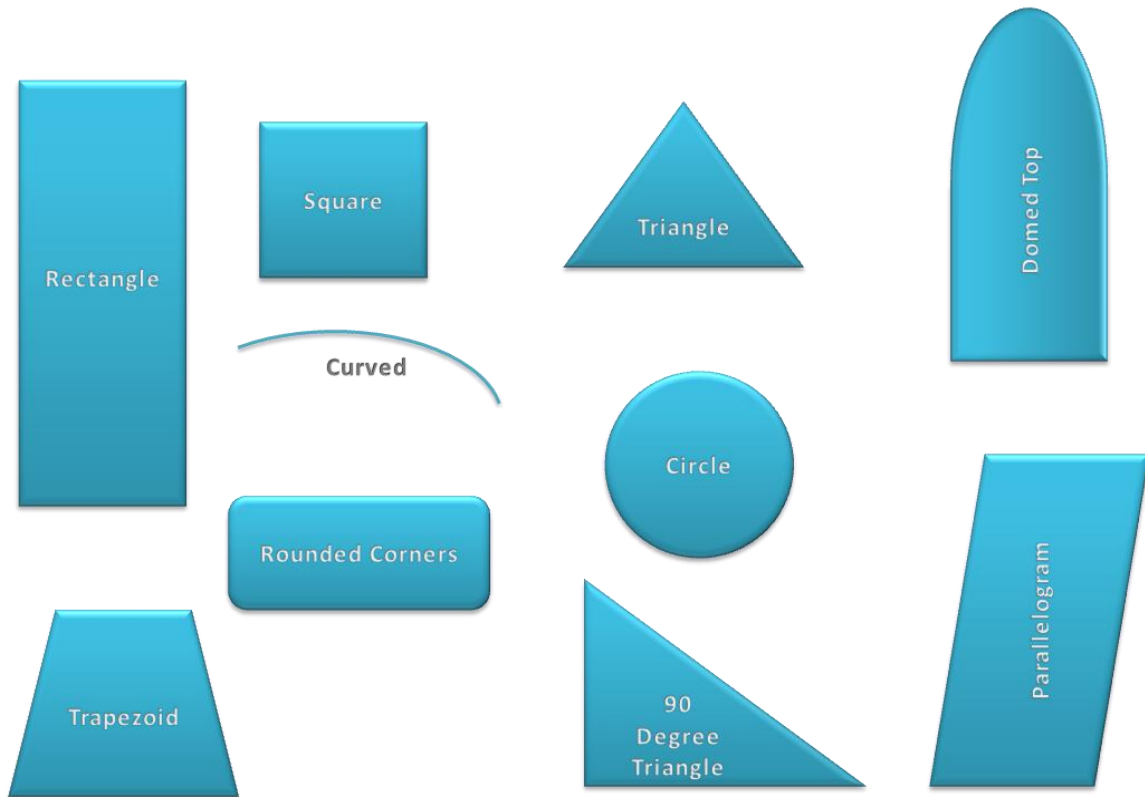 Rectangle
Square
Triangle
Domed Top
Curved
Circle
Rounded Corners
Parallelogram
Trapezoid
90
Degree
Triangle